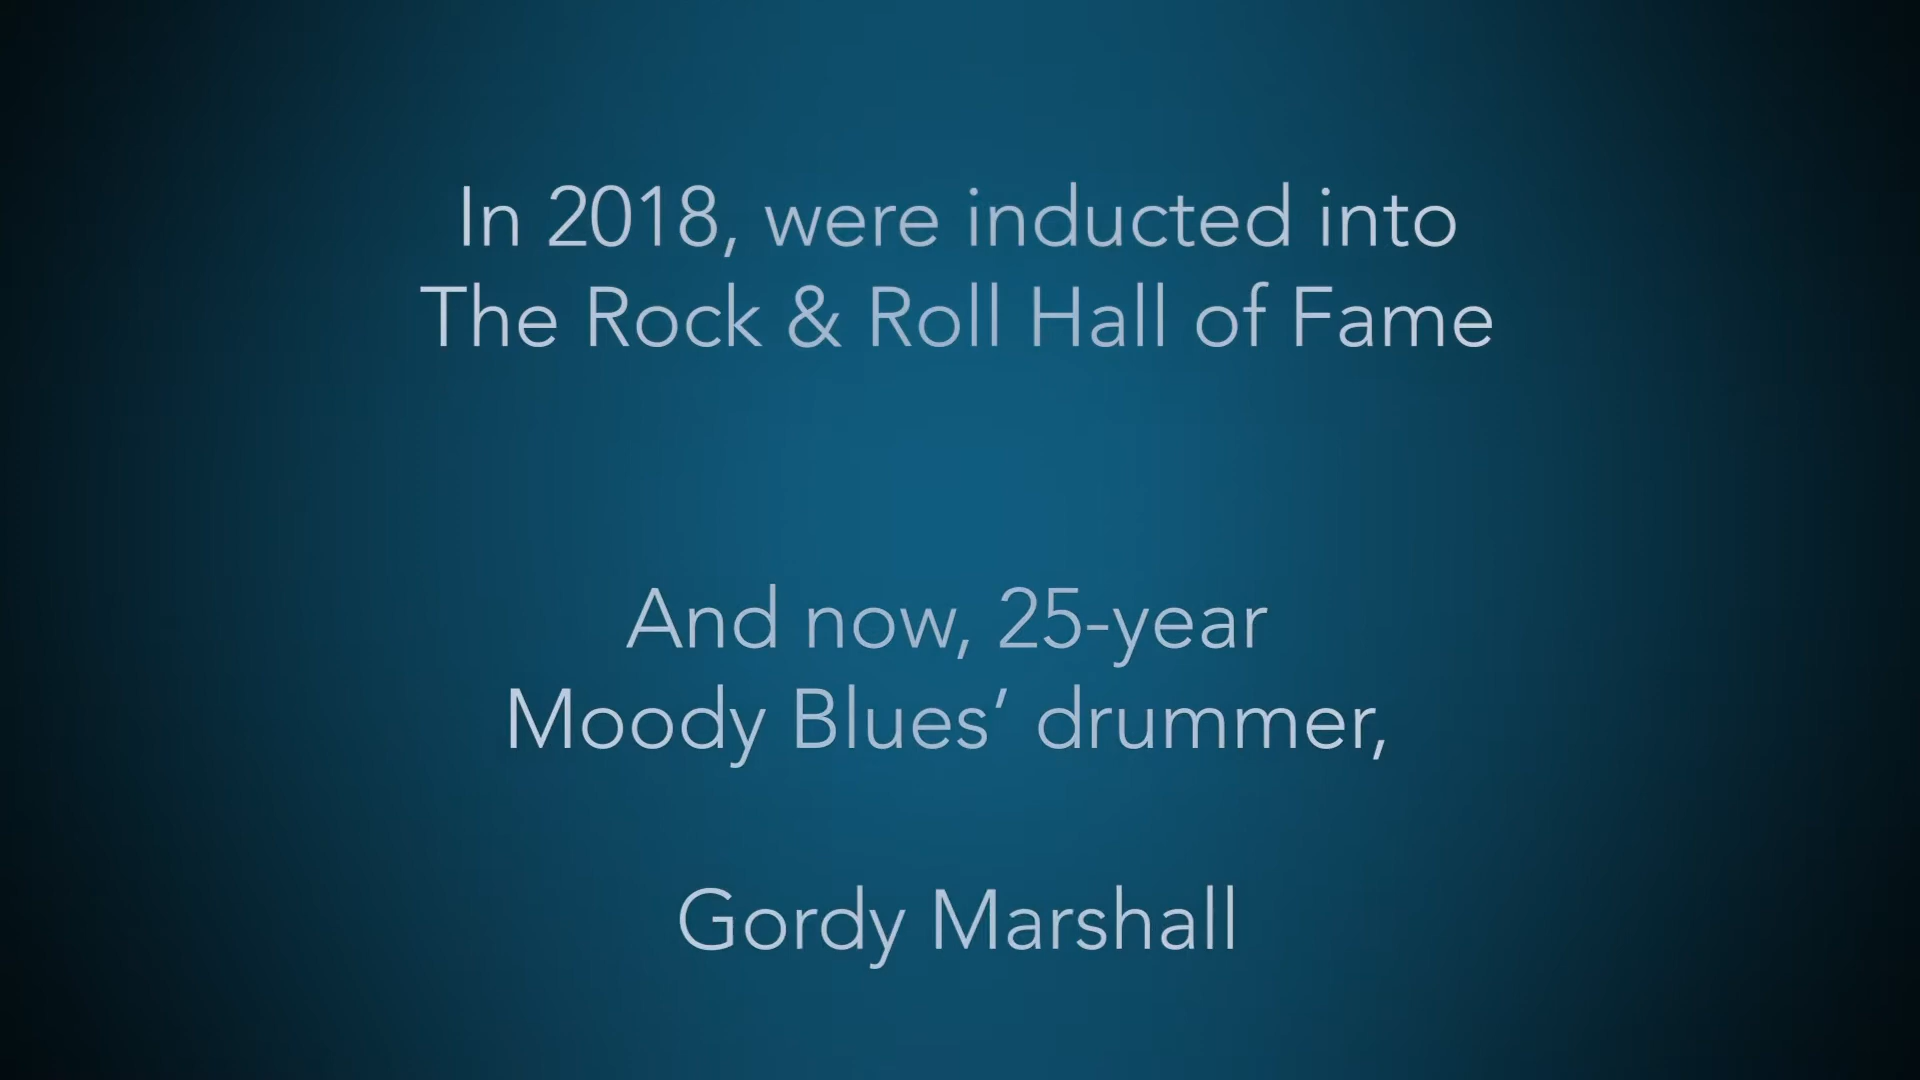 In 2018, were inducted into
The Rock & Roll Hall of Fame
And now, 25-year
Moody Blues’ drummer,
Gordy Marshall